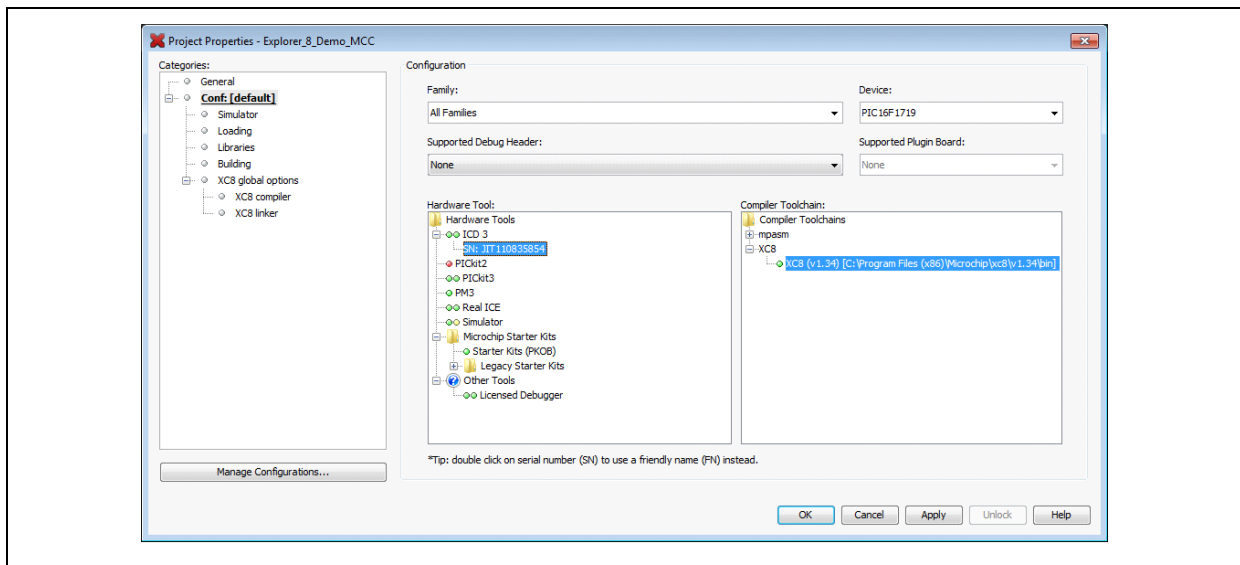 Project Properties - Explorer_8_Demo_MCC
Categories:
General
Conf: [default]
Simulator
Loading
Libraries
Building
XC8 global options
XC8 compiler
XC8 linker
Manage Configurations...
Configuration
Family:
All Families
Device:
PIC16F1719
Supported Debug Header:
None
Supported Plugin Board:
None
Hardware Tool:
Hardware Tools
ICD 3
SN: JIT110835854
PICkit2
PICkit3
PM3
Real ICE
Simulator
Microchip Starter Kits
Starter Kits (PKOB)
Legacy Starter Kits
Other Tools
Licensed Debugger
Compiler Toolchain:
Compiler Toolchains
mpasm
XC8
XC8 (v1.34) [C:\Program Files (x86)\Microchip\xc8\v1.34\bin]
*Tip: double click on serial number (SN) to use a friendly name (FN) instead.
OK
Cancel
Apply
Unlock
Help